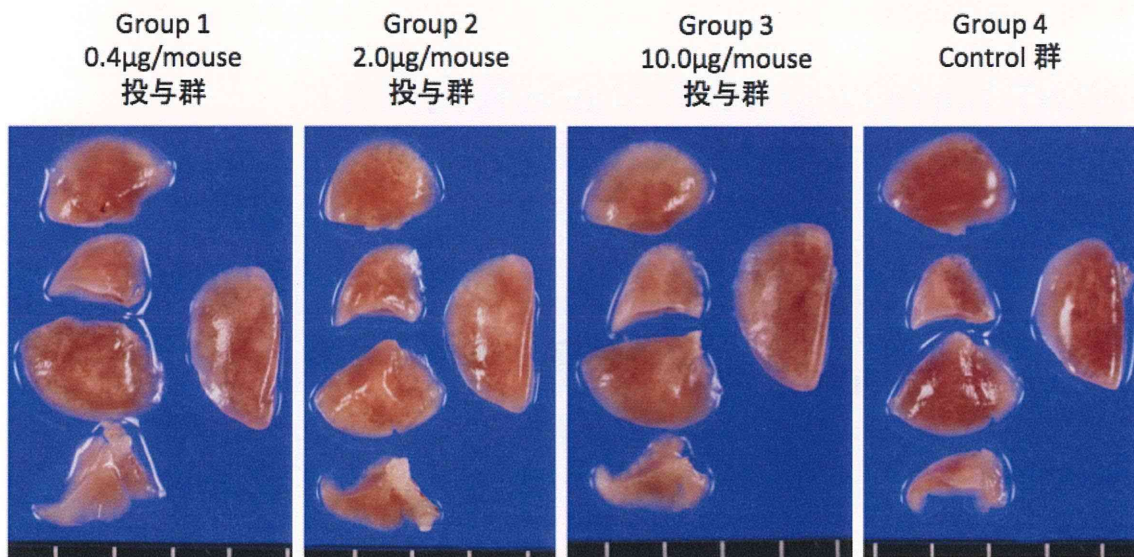 Group 1
0.4μg/mouse
投与群
Group 2
2.0μg/mouse
投与群
Group 3
10.0μg/mouse
投与群
Group 4
Control 群